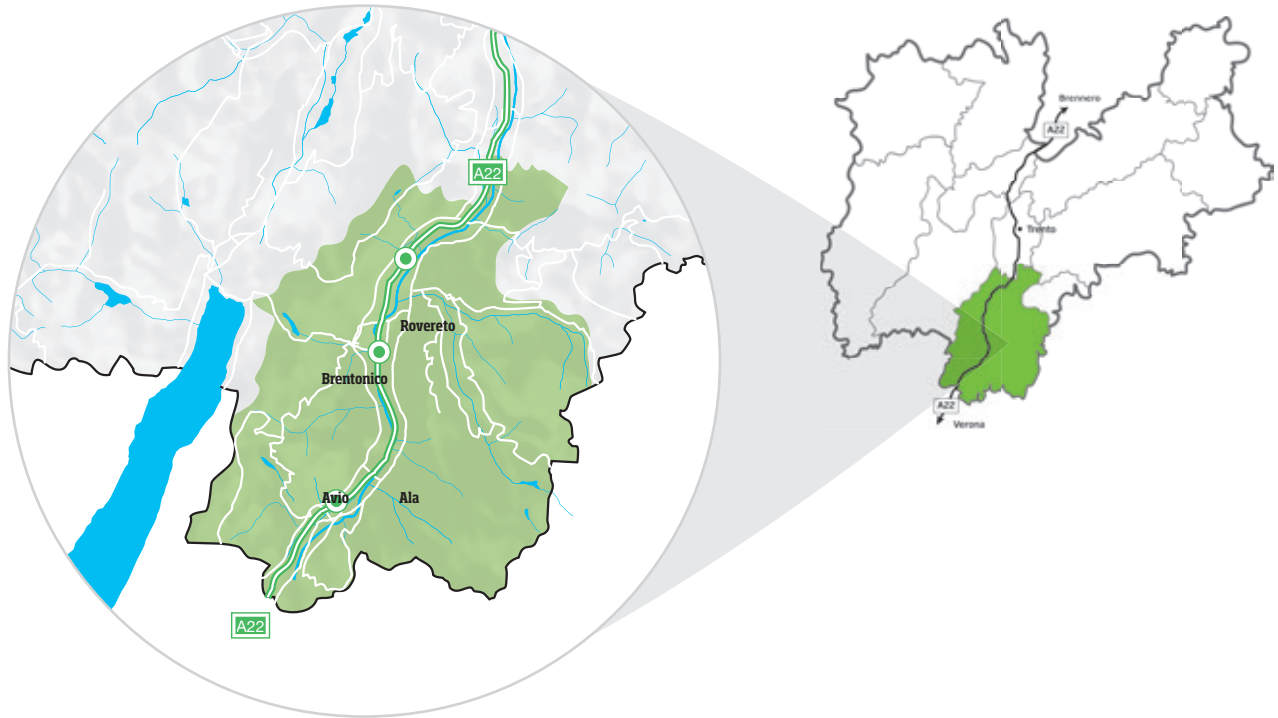 A22
Rovereto
Brentonico
Avio
Ala
A22
Brennero
A22
Trento
A22
Verona